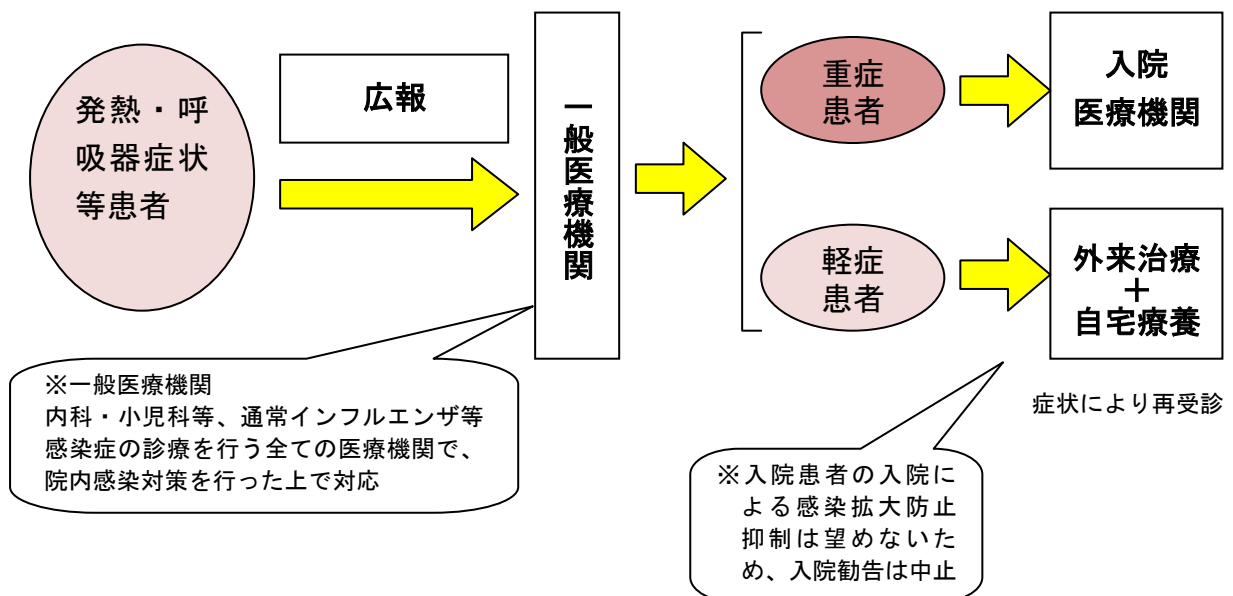 発熱・呼
吸器症状
等患者
広報
一般医療機関
重症
患者
入院
医療機関
軽症
患者
外来治療
＋
自宅療養
症状により再受診
※一般医療機関
内科・小児科等、通常インフルエンザ等
感染症の診療を行う全ての医療機関で、
院内感染対策を行った上で対応
※入院患者の入院に
よる感染拡大防止
抑制は望めないた
め、入院勧告は中止